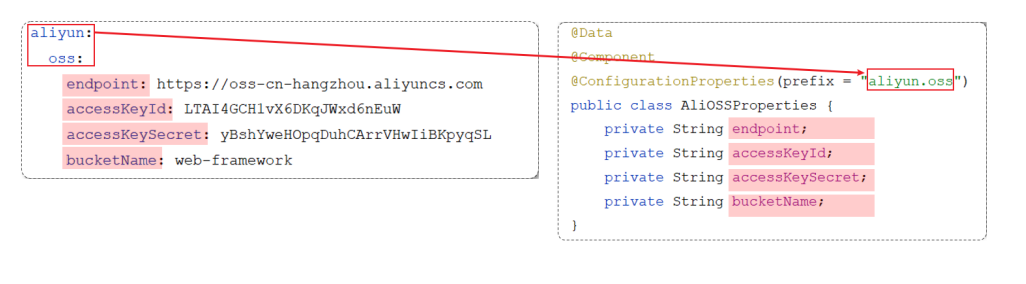 aliyun:
oss:
endpoint: https://oss-cn-hangzhou.aliyuncs.com
accessKeyId: LTAI4GCH1vX6DKqJWxd6nEuW
accessKeySecret: yBshYweHOpqDuhCArrVHwIiBKpyqSL
bucketName: web-framework
@Data
@Component
@ConfigurationProperties(prefix = "aliyun.oss")
public class AliOSSProperties {
private String endpoint;
private String accessKeyId;
private String accessKeySecret;
private String bucketName;
}